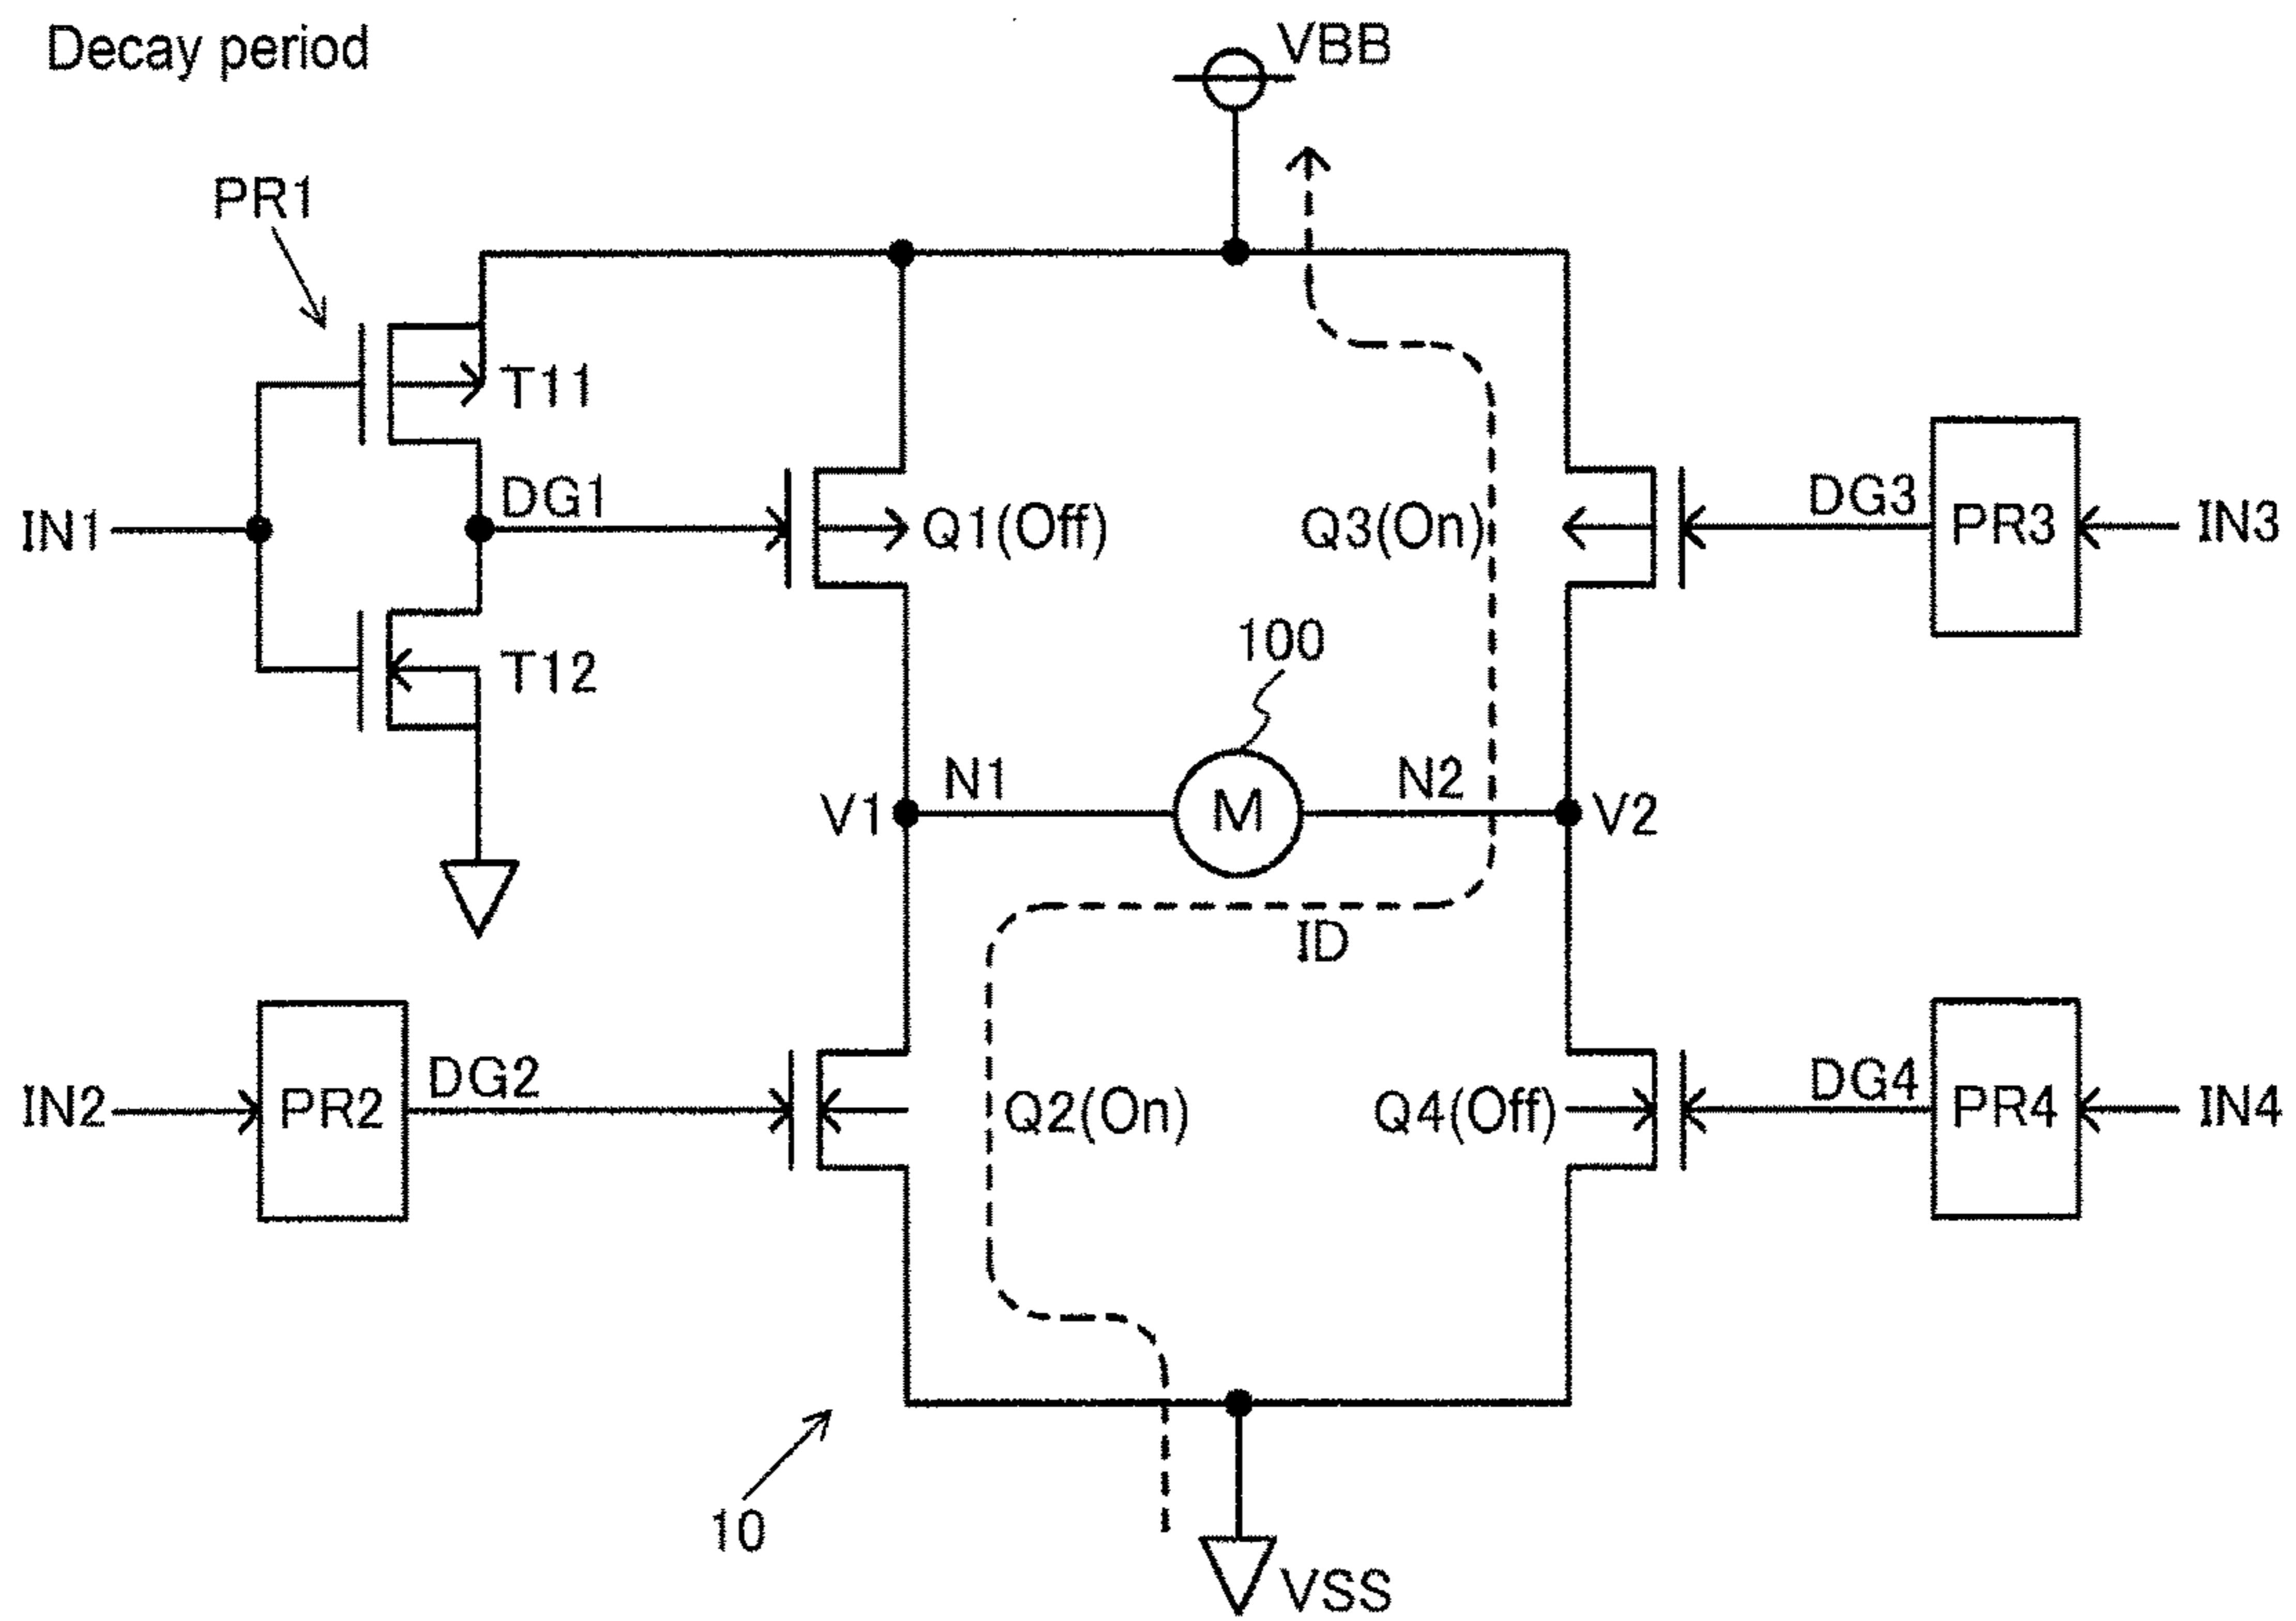 Decay period
VBB
PR1
T11
DG1
IN1
Q1(Off)
Q3(On)
DG3
PR3
IN3
T12
100
N1
M
N2
V1
V2
ID
IN2
PR2
DG2
Q2(On)
Q4(Off)
DG4
PR4
IN4
10
VSS